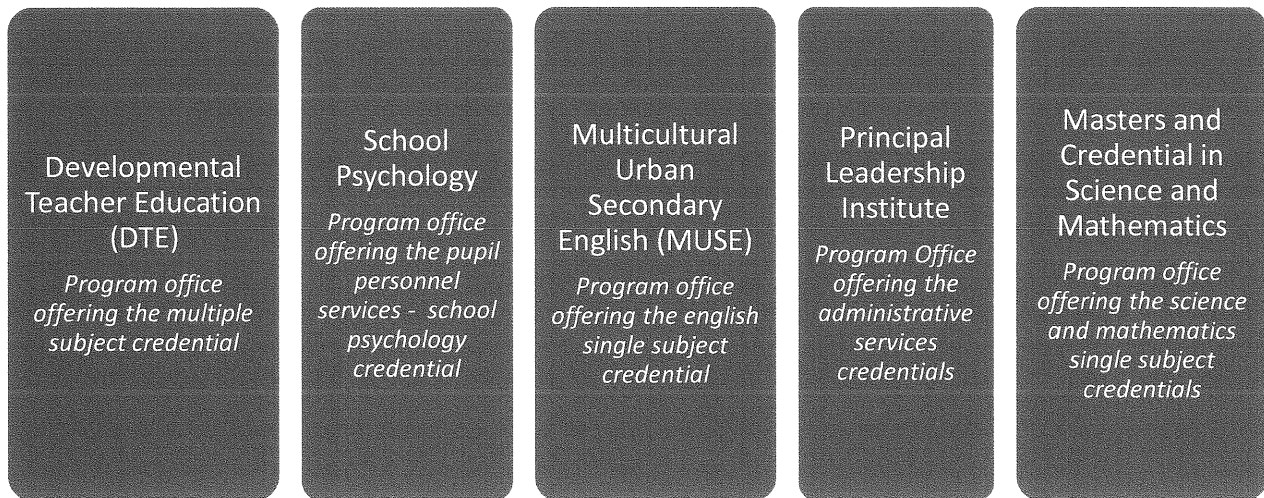 Developmental
Teacher Education
(DTE)
Program office
offering the multiple
subject credential
School
Psychology
Program office
offering the pupil
personnel
services - school
psychology
credential
Multicultural
Urban
Secondary
English (MUSE)
Program office
offering the english
single subject
credential
Principal
Leadership
Institute
Program Office
offering the
administrative
services
credentials
Masters and
Credential in
Science and
Mathematics
Program office
offering the science
and mathematics
single subject
credentials